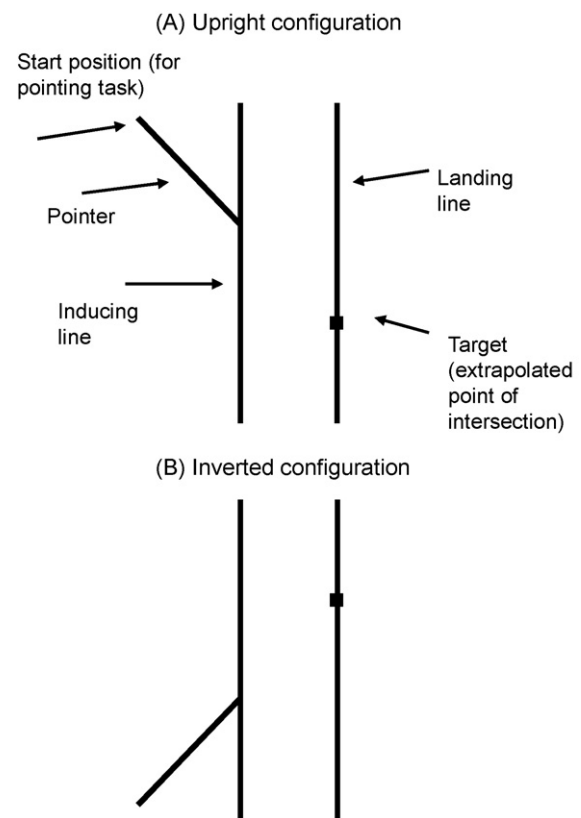 (A) Upright configuration
Start position (for
pointing task)
Pointer
Inducing
line
Landing
line
Target
(extrapolated
point of
intersection)
(B) Inverted configuration